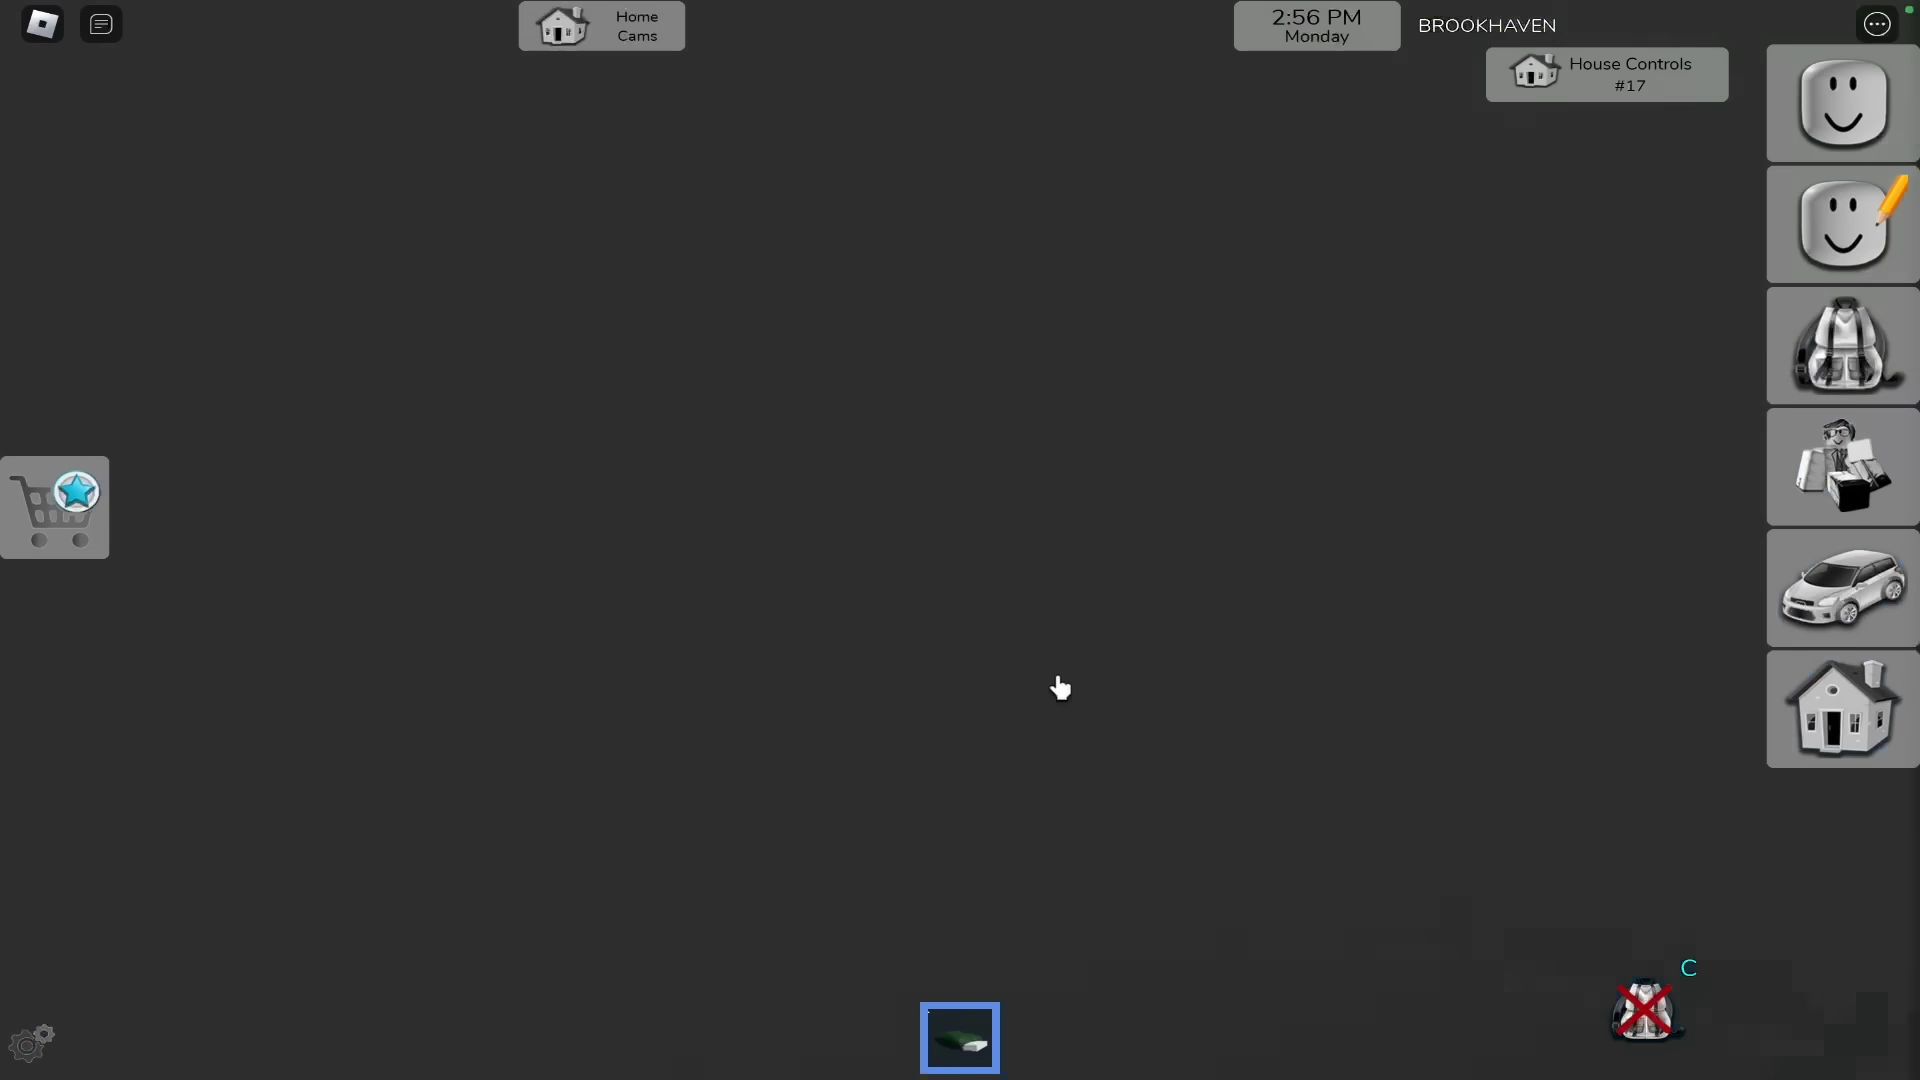 Home
Cams
2:56 PM
Monday
BROOKHAVEN
House Controls
#17
C